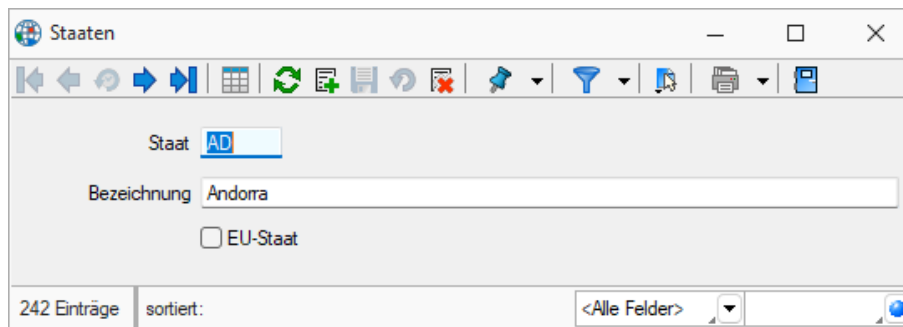 Staaten
Staat AD
Bezeichnung Andorra
EU-Staat
242 Einträge sortiert: <Alle Felder>